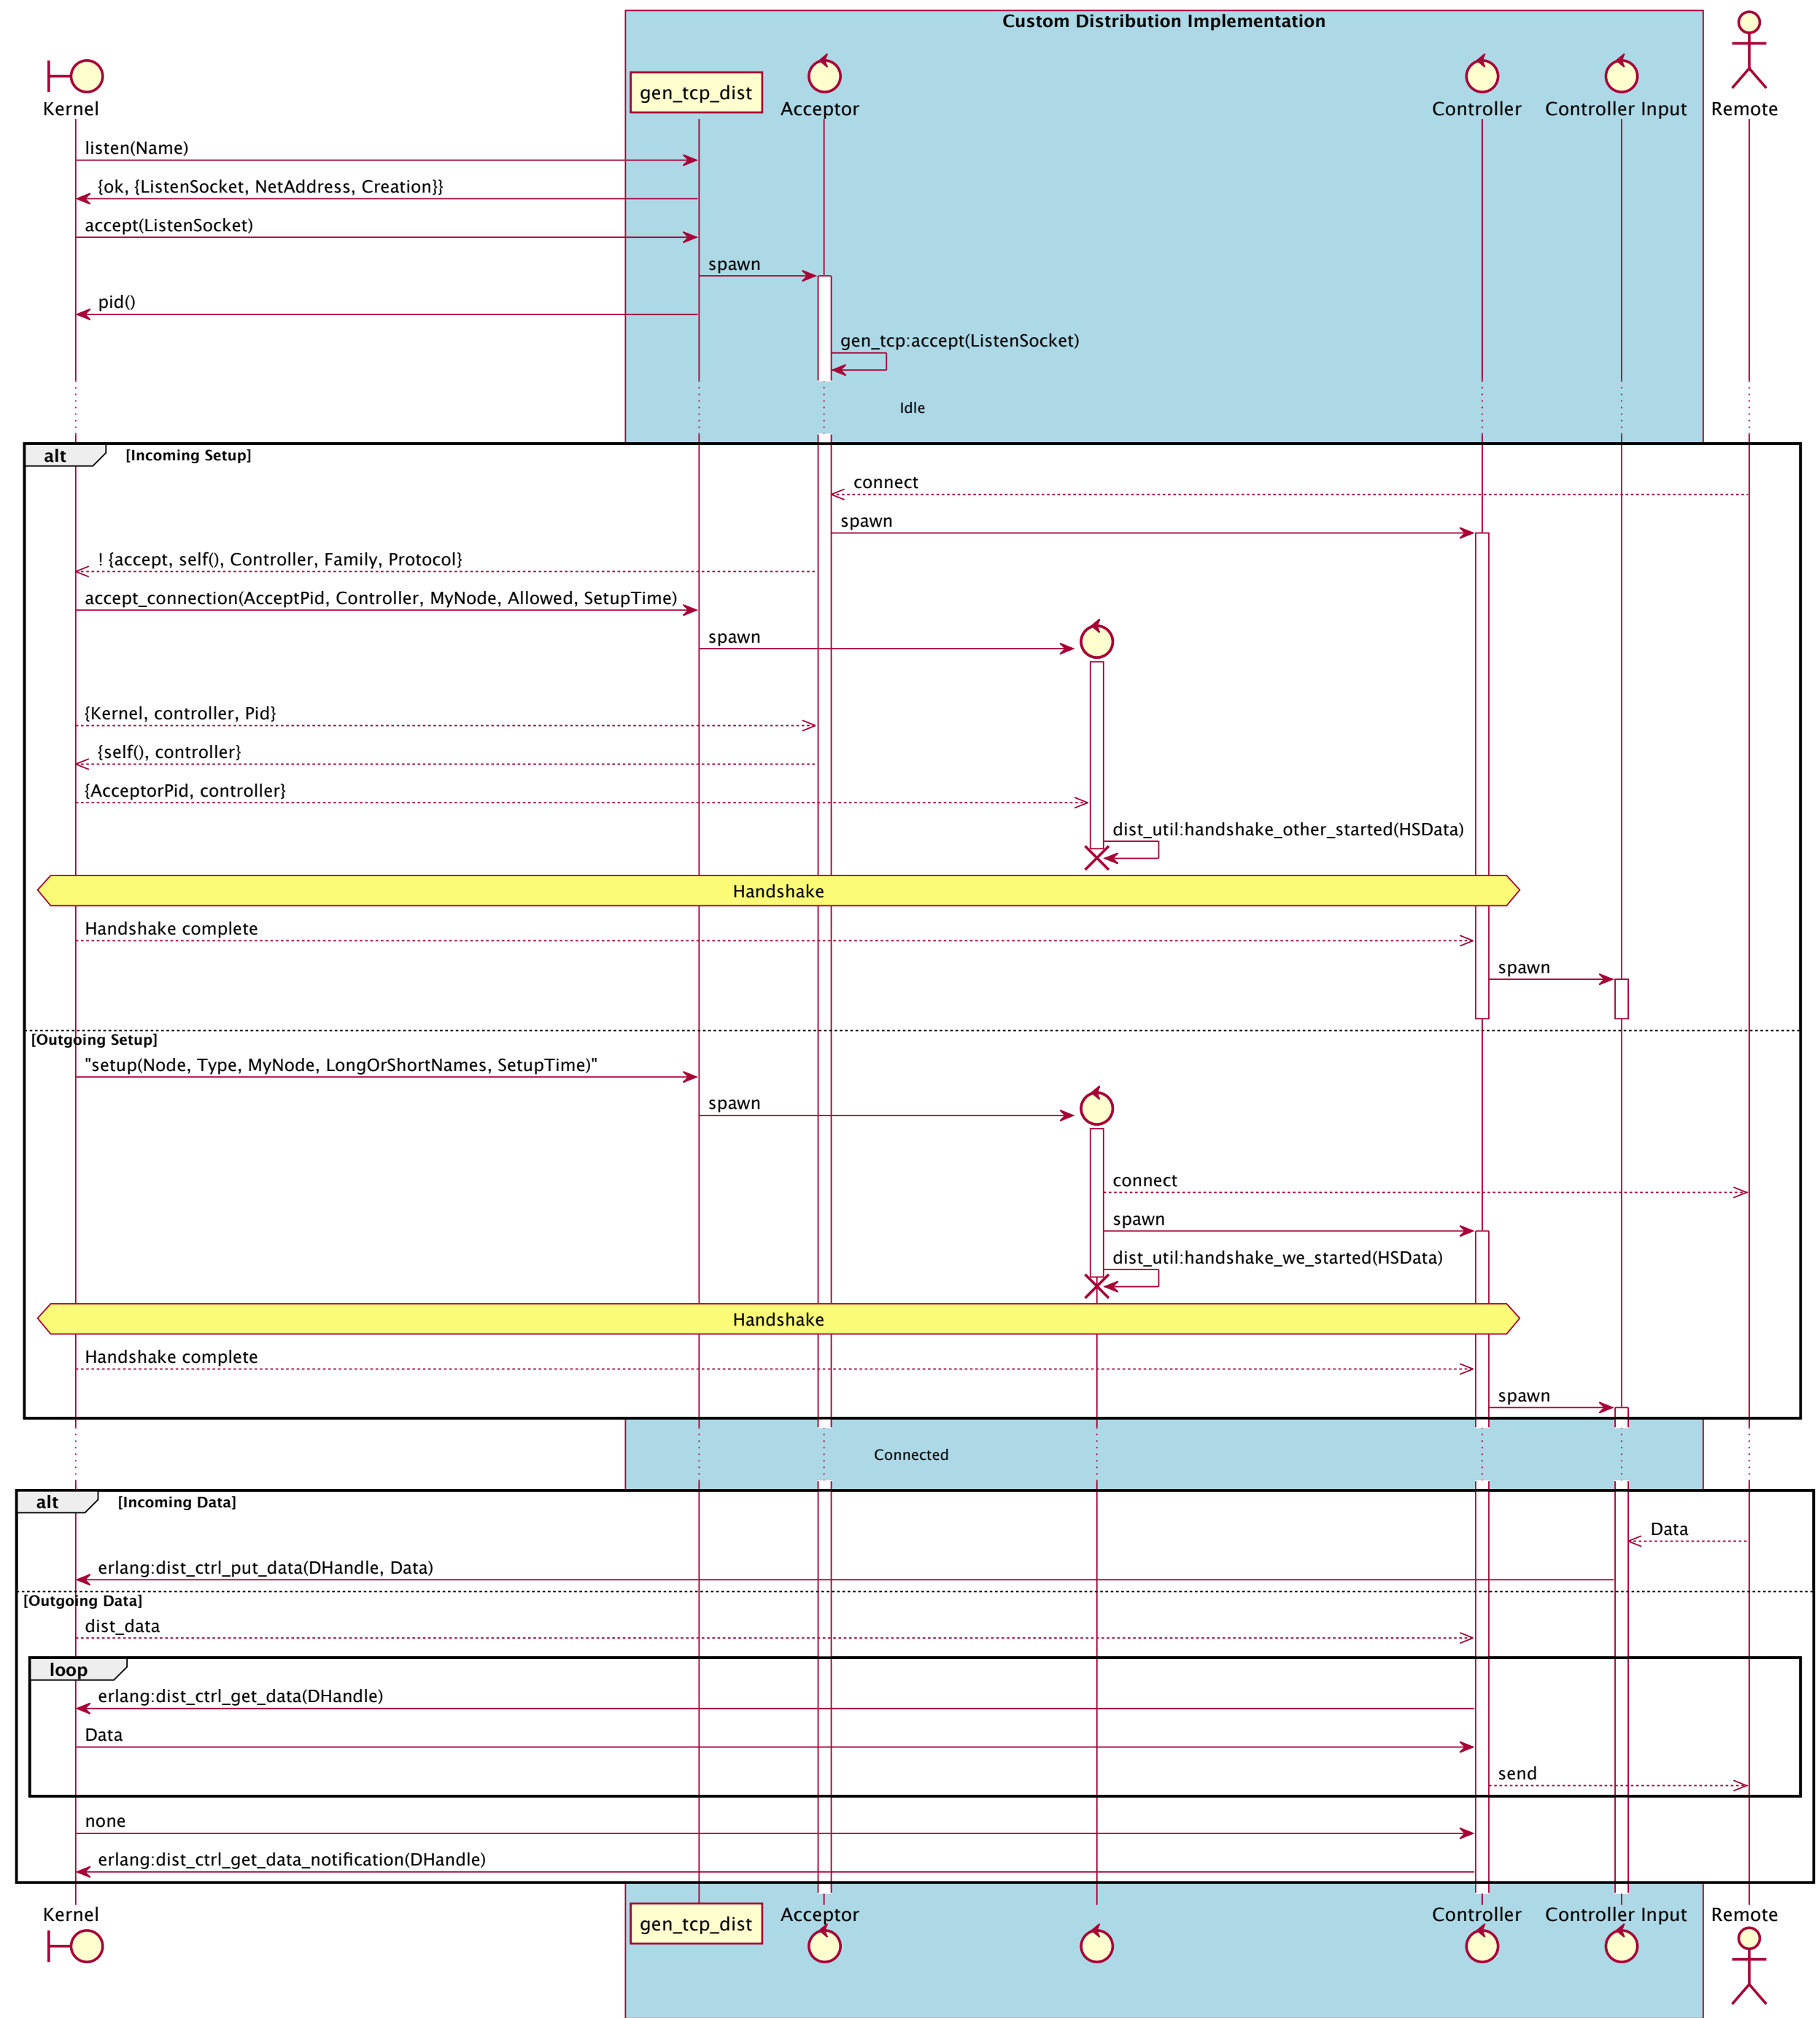 Custom Distribution Implementation
Kernel
gen_tcp_dist
Acceptor
Controller
Controller Input
Remote
listen(Name)
{ok, {ListenSocket, NetAddress, Creation}}
accept(ListenSocket)
spawn
pid()
gen_tcp:accept(ListenSocket)
Idle
alt
[Incoming Setup]
connect
spawn
! {accept, self(), Controller, Family, Protocol}
accept_connection(AcceptPid, Controller, MyNode, Allowed, SetupTime)
spawn
{Kernel, controller, Pid}
{self(), controller}
{AcceptorPid, controller}
dist_util:handshake_other_started(HSData)
Handshake
Handshake complete
spawn
[Outgoing Setup]
"setup(Node, Type, MyNode, LongOrShortNames, SetupTime)"
spawn
connect
spawn
dist_util:handshake_we_started(HSData)
Handshake
Handshake complete
spawn
Connected
alt
[Incoming Data]
Data
erlang:dist_ctrl_put_data(DHandle, Data)
[Outgoing Data]
dist_data
loop
erlang:dist_ctrl_get_data(DHandle)
Data
send
none
erlang:dist_ctrl_get_data_notification(DHandle)
Kernel
gen_tcp_dist
Acceptor
Controller
Controller Input
Remote